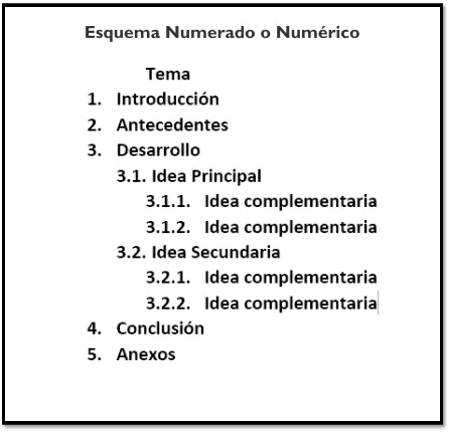 Esquema Numerado o Numérico
Tema
1. Introducción
2. Antecedentes
3. Desarrollo
3.1. Idea Principal
3.1.1. Idea complementaria
3.1.2. Idea complementaria
3.2. Idea Secundaria
3.2.1. Idea complementaria
3.2.2. Idea complementaria
4. Conclusión
5. Anexos